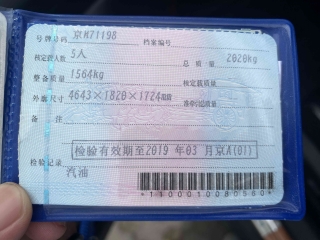 号牌号码 京N71198 档案编号
核定载人数 5人 总质量 2020kg
整备质量 1564kg 核定载质量
外廓尺寸 4643×1820×1724mm 准牵引总质量
备注
检验有效期至2019年03月京A(01)
检验记录
汽油
1100010080960